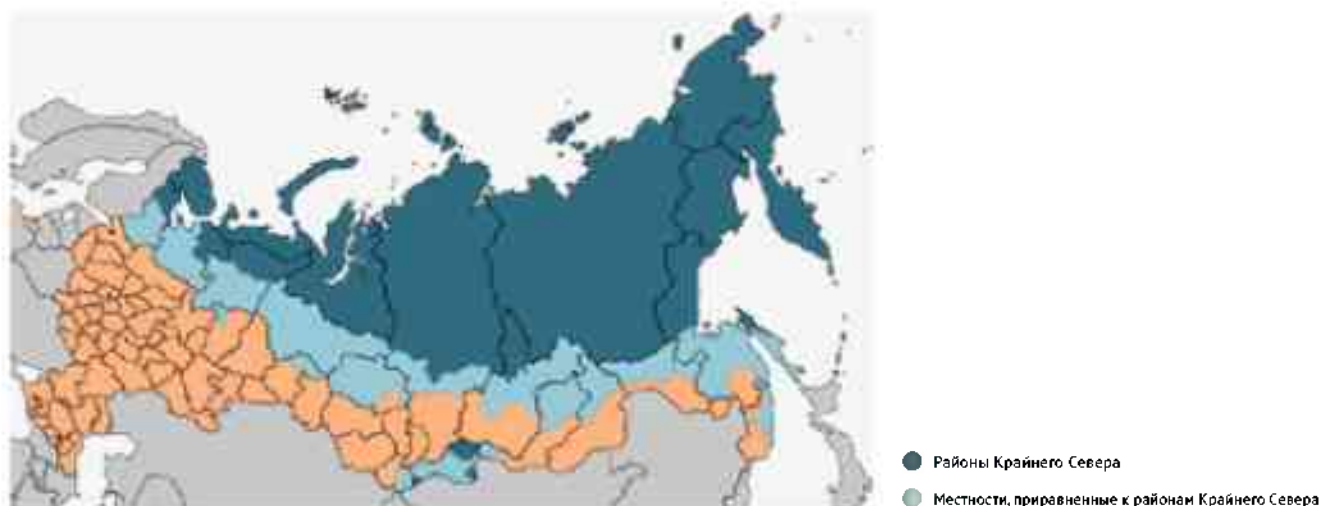 Районы Крайнего Севера
Местности, приравненные к районам Крайнего Севера